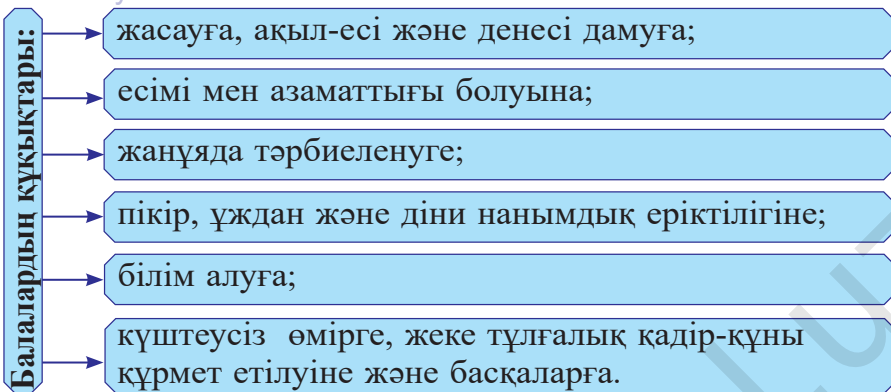 Балалардың құқықтары:
жасауға, ақыл-есі және денесі дамуға;
есімі мен азаматтығы болуына;
жанұяда тәрбиеленуге;
пікір, ұждан және діни нанымдық еріктілігіне;
білім алуға;
күштеусіз өмірге, жеке тұлғалық қадір-құны
құрмет етілуіне және басқаларға.